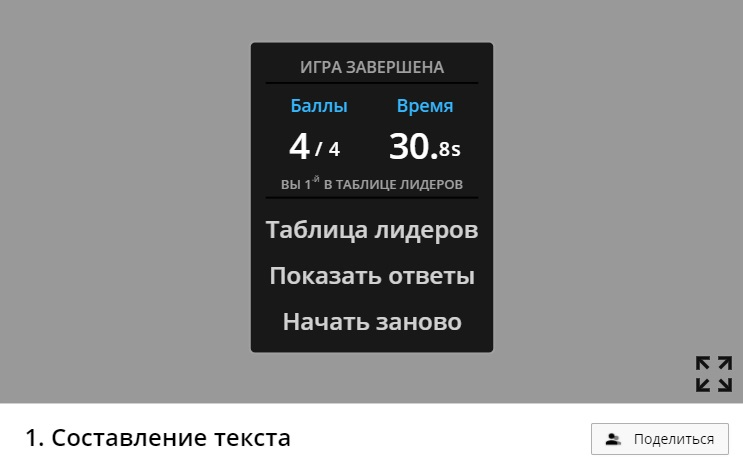 ИГРА ЗАВЕРШЕНА
Баллы Время
4 / 4 30.8s
ВЫ 1-й В ТАБЛИЦЕ ЛИДЕРОВ
Таблица лидеров
Показать ответы
Начать заново
1. Составление текста
Поделиться